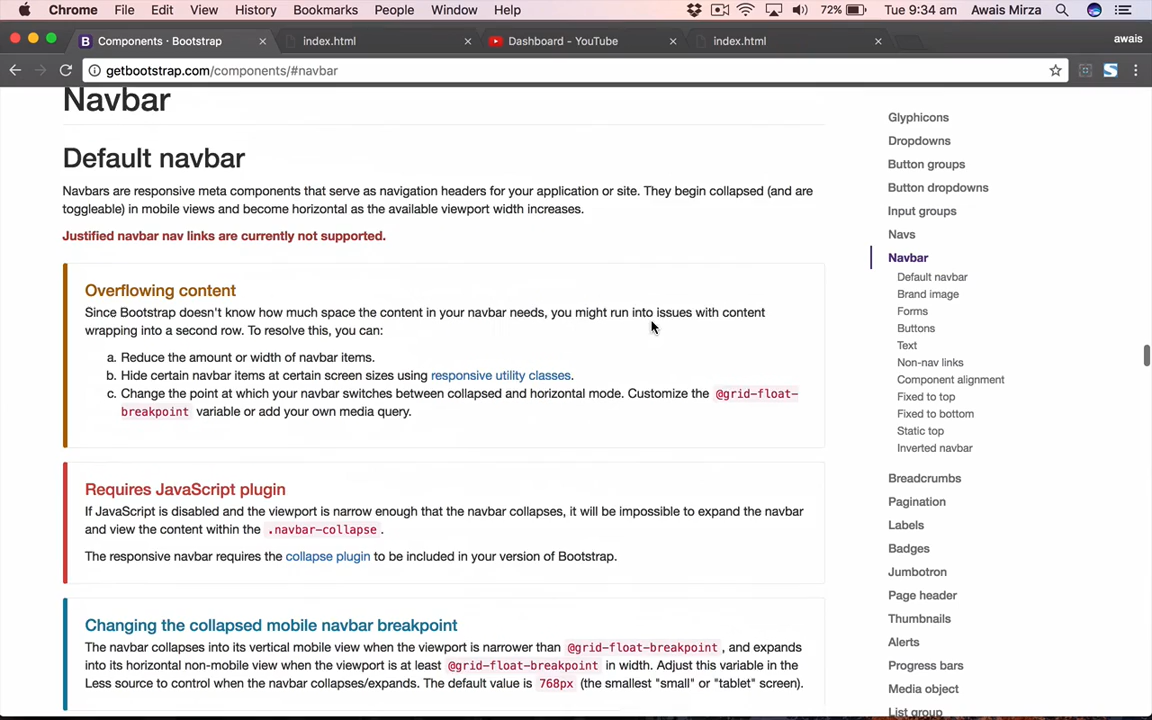 Chrome File Edit View History Bookmarks People Window Help 72% Tue 9:34 am Awais Mirza
Components · Bootstrap index.html Dashboard - YouTube index.html awais
getbootstrap.com/components/#navbar
Navbar
Default navbar
Navbars are responsive meta components that serve as navigation headers for your application or site. They begin collapsed (and are
toggleable) in mobile views and become horizontal as the available viewport width increases.
Justified navbar nav links are currently not supported.
Overflowing content
Since Bootstrap doesn't know how much space the content in your navbar needs, you might run into issues with content
wrapping into a second row. To resolve this, you can:
a. Reduce the amount or width of navbar items.
b. Hide certain navbar items at certain screen sizes using responsive utility classes.
c. Change the point at which your navbar switches between collapsed and horizontal mode. Customize the @grid-float-
breakpoint variable or add your own media query.
Requires JavaScript plugin
If JavaScript is disabled and the viewport is narrow enough that the navbar collapses, it will be impossible to expand the navbar
and view the content within the .navbar-collapse.
The responsive navbar requires the collapse plugin to be included in your version of Bootstrap.
Changing the collapsed mobile navbar breakpoint
The navbar collapses into its vertical mobile view when the viewport is narrower than @grid-float-breakpoint, and expands
into its horizontal non-mobile view when the viewport is at least @grid-float-breakpoint in width. Adjust this variable in the
Less source to control when the navbar collapses/expands. The default value is 768px (the smallest "small" or "tablet" screen).
Glyphicons
Dropdowns
Button groups
Button dropdowns
Input groups
Navs
Navbar
Default navbar
Brand image
Forms
Buttons
Text
Non-nav links
Component alignment
Fixed to top
Fixed to bottom
Static top
Inverted navbar
Breadcrumbs
Pagination
Labels
Badges
Jumbotron
Page header
Thumbnails
Alerts
Progress bars
Media object
List group